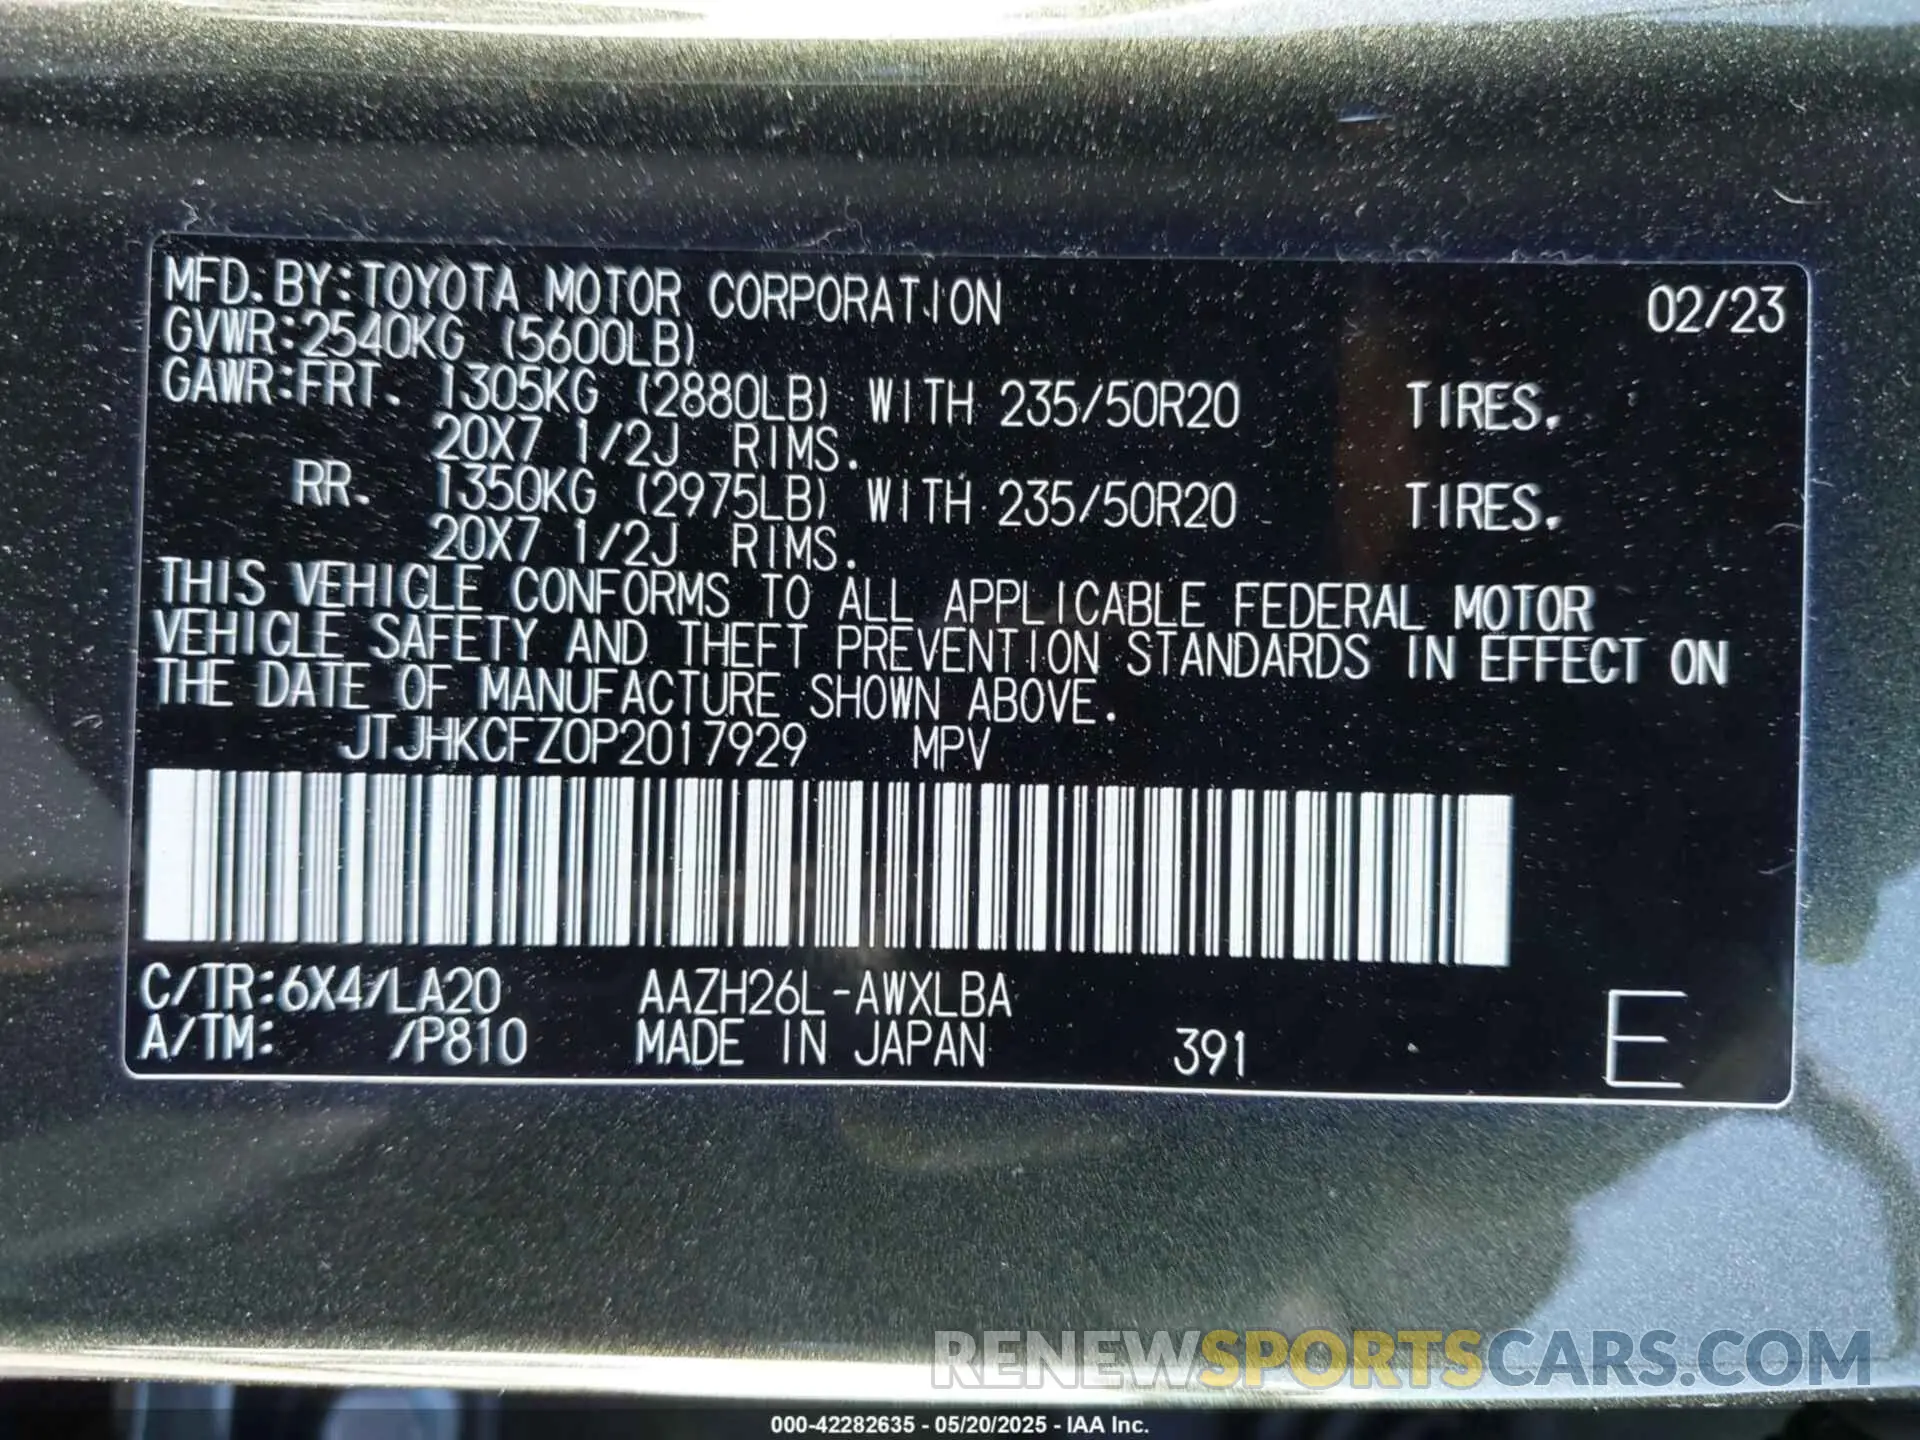 MFD. BY: TOYOTA MOTOR CORPORATION 02/23
GVWR: 2540KG (5600LB)
GAWR: FRT. 1305KG (2880LB) WITH 235/50R20 TIRES.
20X7 1/2J RIMS.
RR. 1350KG (2975LB) WITH 235/50R20 TIRES.
20X7 1/2J RIMS.
THIS VEHICLE CONFORMS TO ALL APPLICABLE FEDERAL MOTOR
VEHICLE SAFETY AND THEFT PREVENTION STANDARDS IN EFFECT ON
THE DATE OF MANUFACTURE SHOWN ABOVE.
JTJHKCFZ0P2017929 MPV
C/TR: 6X4/LA20 AAZH26L-AWXLBA
A/TM: /P810 MADE IN JAPAN 391 E
RENEWSPORTSCARS.COM
000-42282635 - 05/20/2025 - IAA Inc.